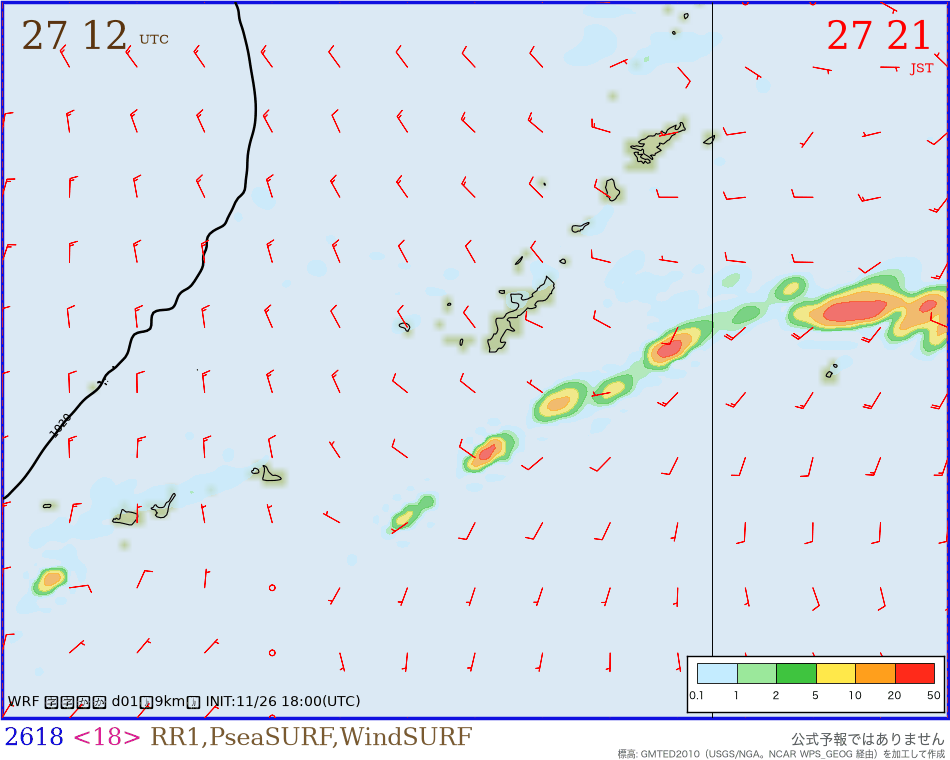 27 12 UTC
27 21
JST
1020
WRF d01 9km INIT:11/26 18:00(UTC)
0.1 1 2 5 10 20 50
2618 <18> RR1,PseaSURF,WindSURF
公式予報ではありません
標高: GMTED2010（USGS/NGA。NCAR WPS_GEOG 経由）を加工して作成